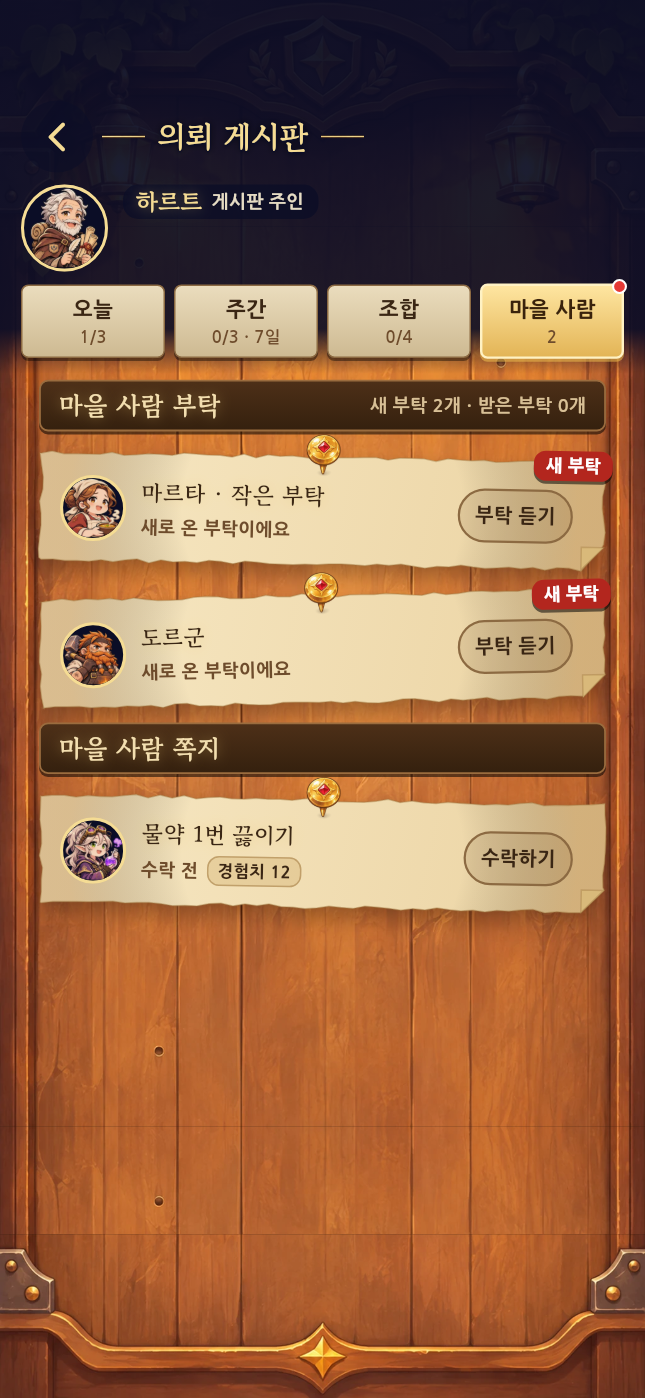 의뢰 게시판
하르트 게시판 주인
오늘
1/3
주간
0/3 · 7일
조합
0/4
마을 사람
2
마을 사람 부탁
새 부탁 2개 · 받은 부탁 0개
새 부탁
마르타 · 작은 부탁
새로 온 부탁이에요
부탁 듣기
새 부탁
도르군
새로 온 부탁이에요
부탁 듣기
마을 사람 쪽지
물약 1번 끓이기
수락 전 경험치 12
수락하기